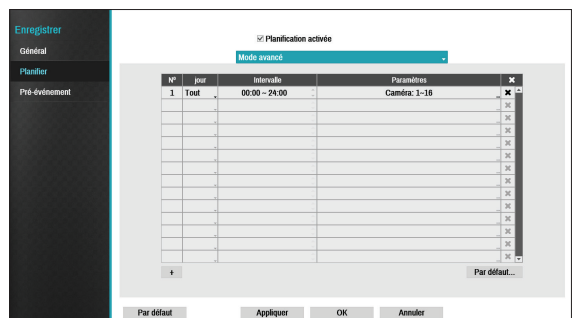 Enregistrer
Général
Planifier
Pré-événement
Planification activée
Mode avancé
Nº jour Intervalle Paramètres ✖
1 Tout 00:00 ~ 24:00 Caméra: 1~16 ... ✖
+ Par défaut...
Par défaut Appliquer OK Annuler